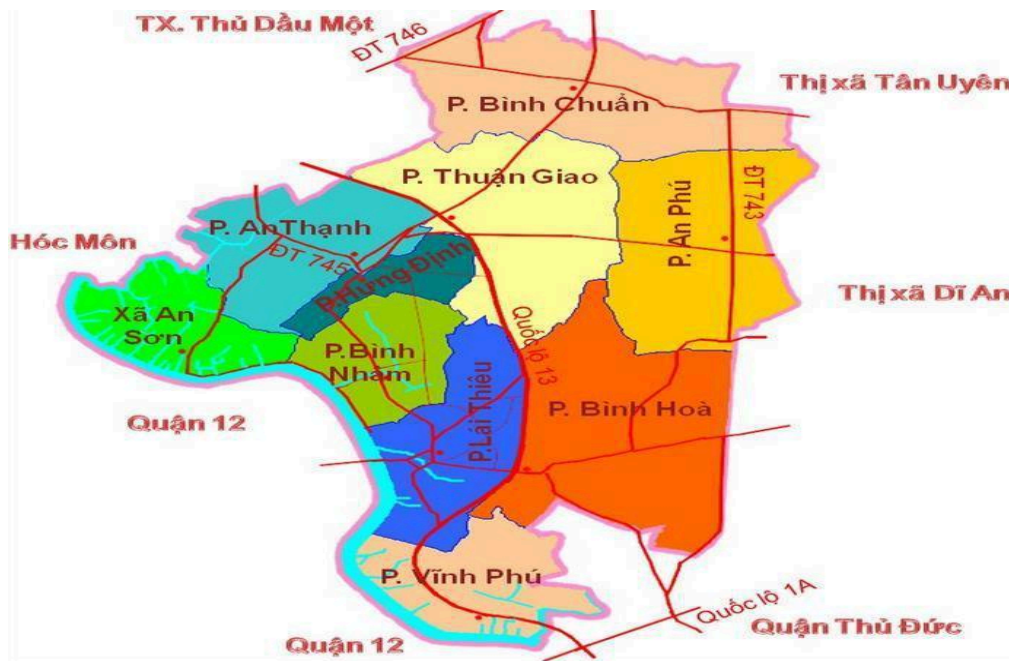 TX. Thủ Dầu Một
ĐT 746
Thị xã Tân Uyên
P. Bình Chuẩn
P. Thuận Giao
P. An Phú
ĐT 743
P. AnThạnh
Hóc Môn
ĐT 745
P.Hưng Định
Thị xã Dĩ An
Xã An
Sơn
Quốc lộ 13
P.Bình
Nhâm
P.Lái Thiêu
P. Bình Hoà
Quận 12
P. Vĩnh Phú
Quốc lộ 1A
Quận 12
Quận Thủ Đức